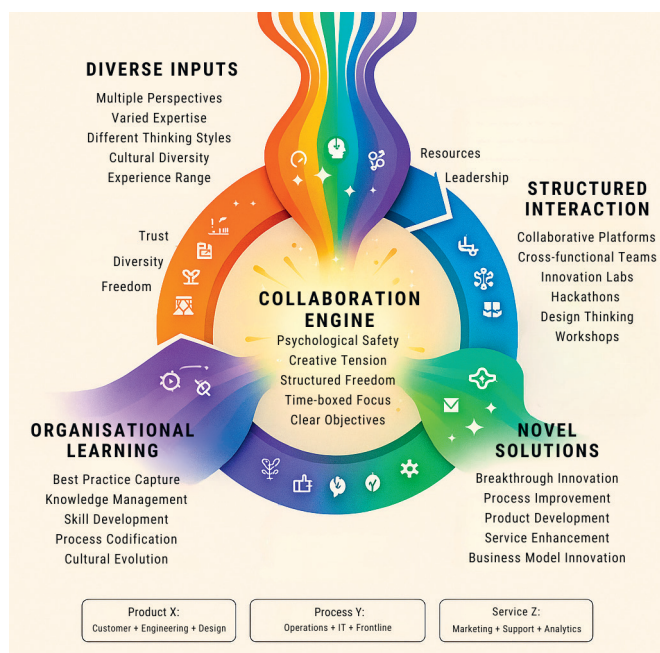 DIVERSE INPUTS
Multiple Perspectives
Varied Expertise
Different Thinking Styles
Cultural Diversity
Experience Range
Trust
Diversity
Freedom
Resources
Leadership
STRUCTURED
INTERACTION
Collaborative Platforms
Cross-functional Teams
Innovation Labs
Hackathons
Design Thinking
Workshops
COLLABORATION
ENGINE
Psychological Safety
Creative Tension
Structured Freedom
Time-boxed Focus
Clear Objectives
ORGANISATIONAL
LEARNING
Best Practice Capture
Knowledge Management
Skill Development
Process Codification
Cultural Evolution
NOVEL
SOLUTIONS
Breakthrough Innovation
Process Improvement
Product Development
Service Enhancement
Business Model Innovation
Product X:
Customer + Engineering + Design
Process Y:
Operations + IT + Frontline
Service Z:
Marketing + Support + Analytics